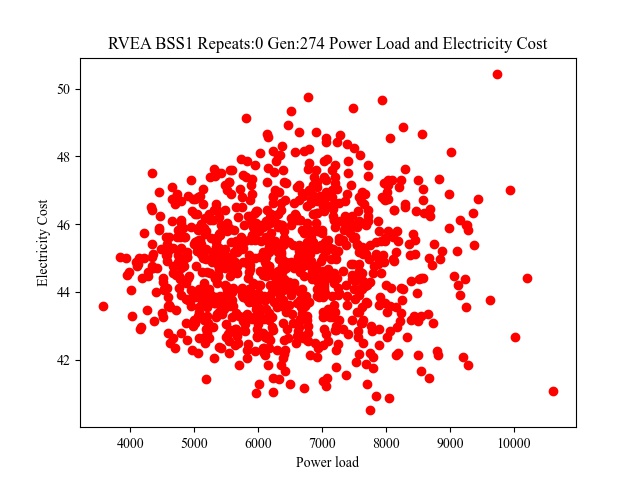 RVEA BSS1 Repeats:0 Gen:274 Power Load and Electricity Cost
50
48
46
44
42
Electricity Cost
4000 5000 6000 7000 8000 9000 10000
Power load